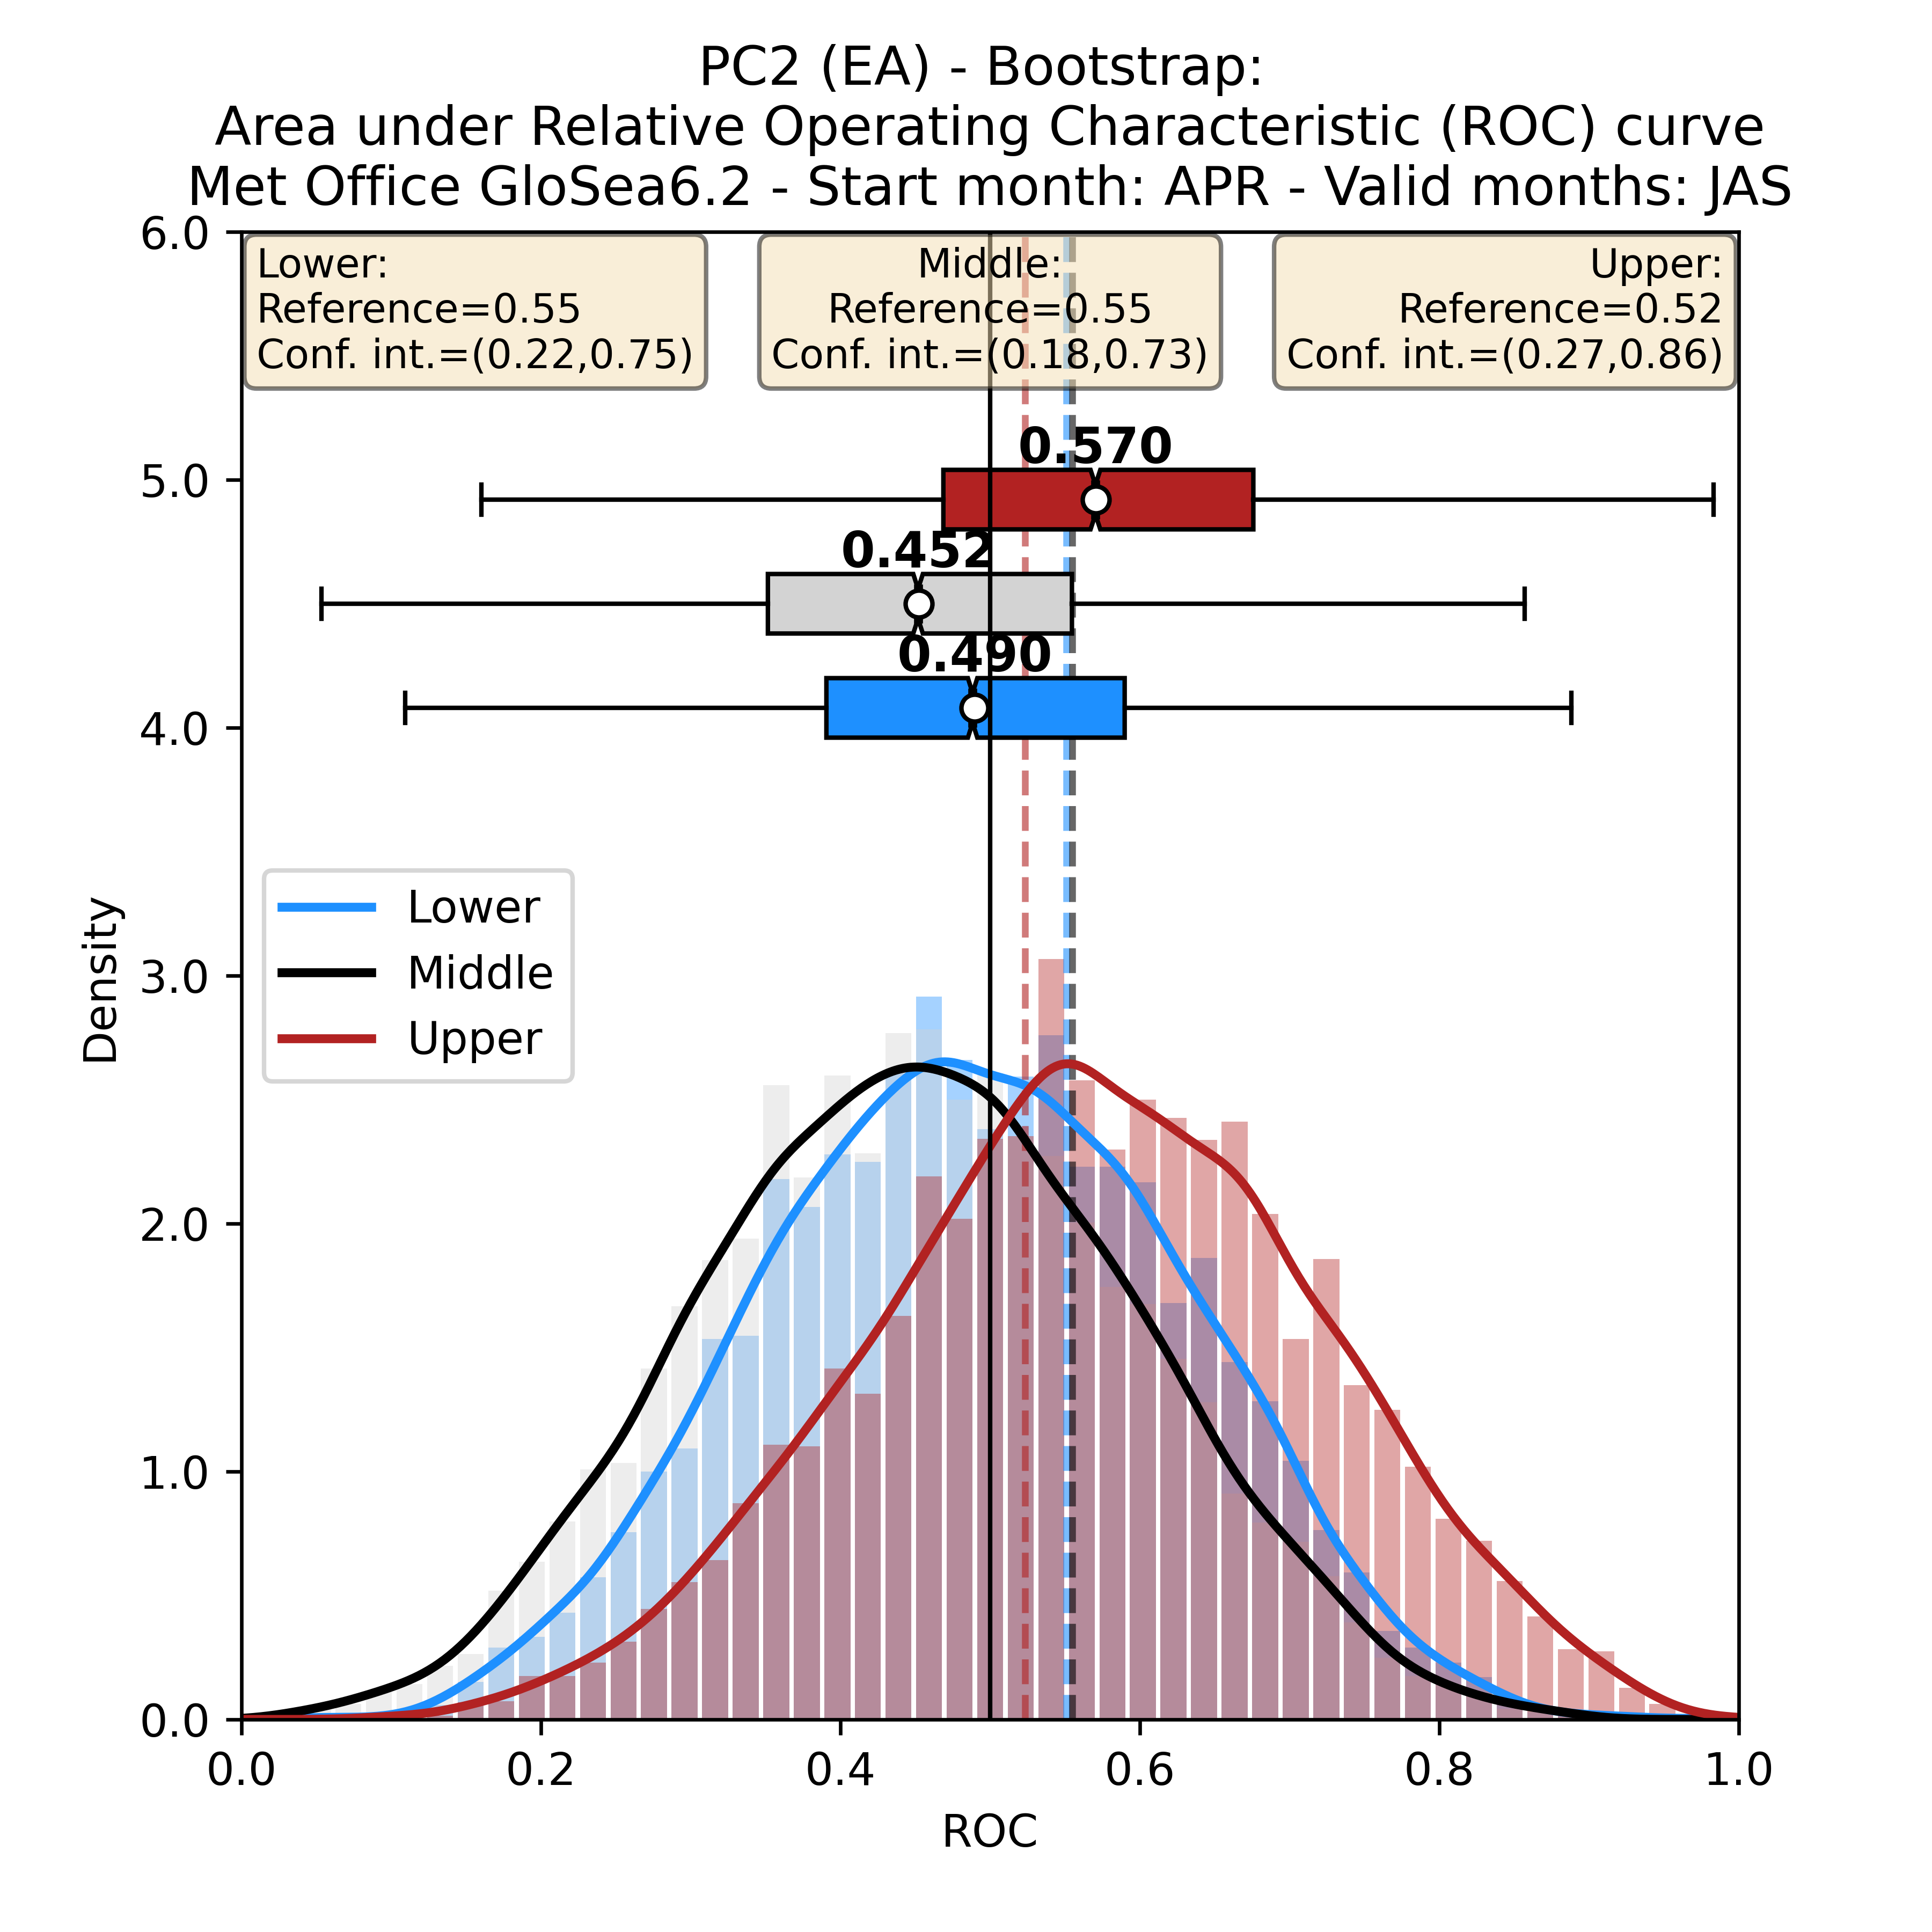 PC2 (EA) - Bootstrap:
Area under Relative Operating Characteristic (ROC) curve
Met Office GloSea6.2 - Start month: APR - Valid months: JAS
Lower:
Reference=0.55
Conf. int.=(0.22,0.75)
Middle:
Reference=0.55
Conf. int.=(0.18,0.73)
Upper:
Reference=0.52
Conf. int.=(0.27,0.86)
0.570
0.452
0.490
Lower
Middle
Upper
Density
6.0
5.0
4.0
3.0
2.0
1.0
0.0
0.0 0.2 0.4 0.6 0.8 1.0
ROC